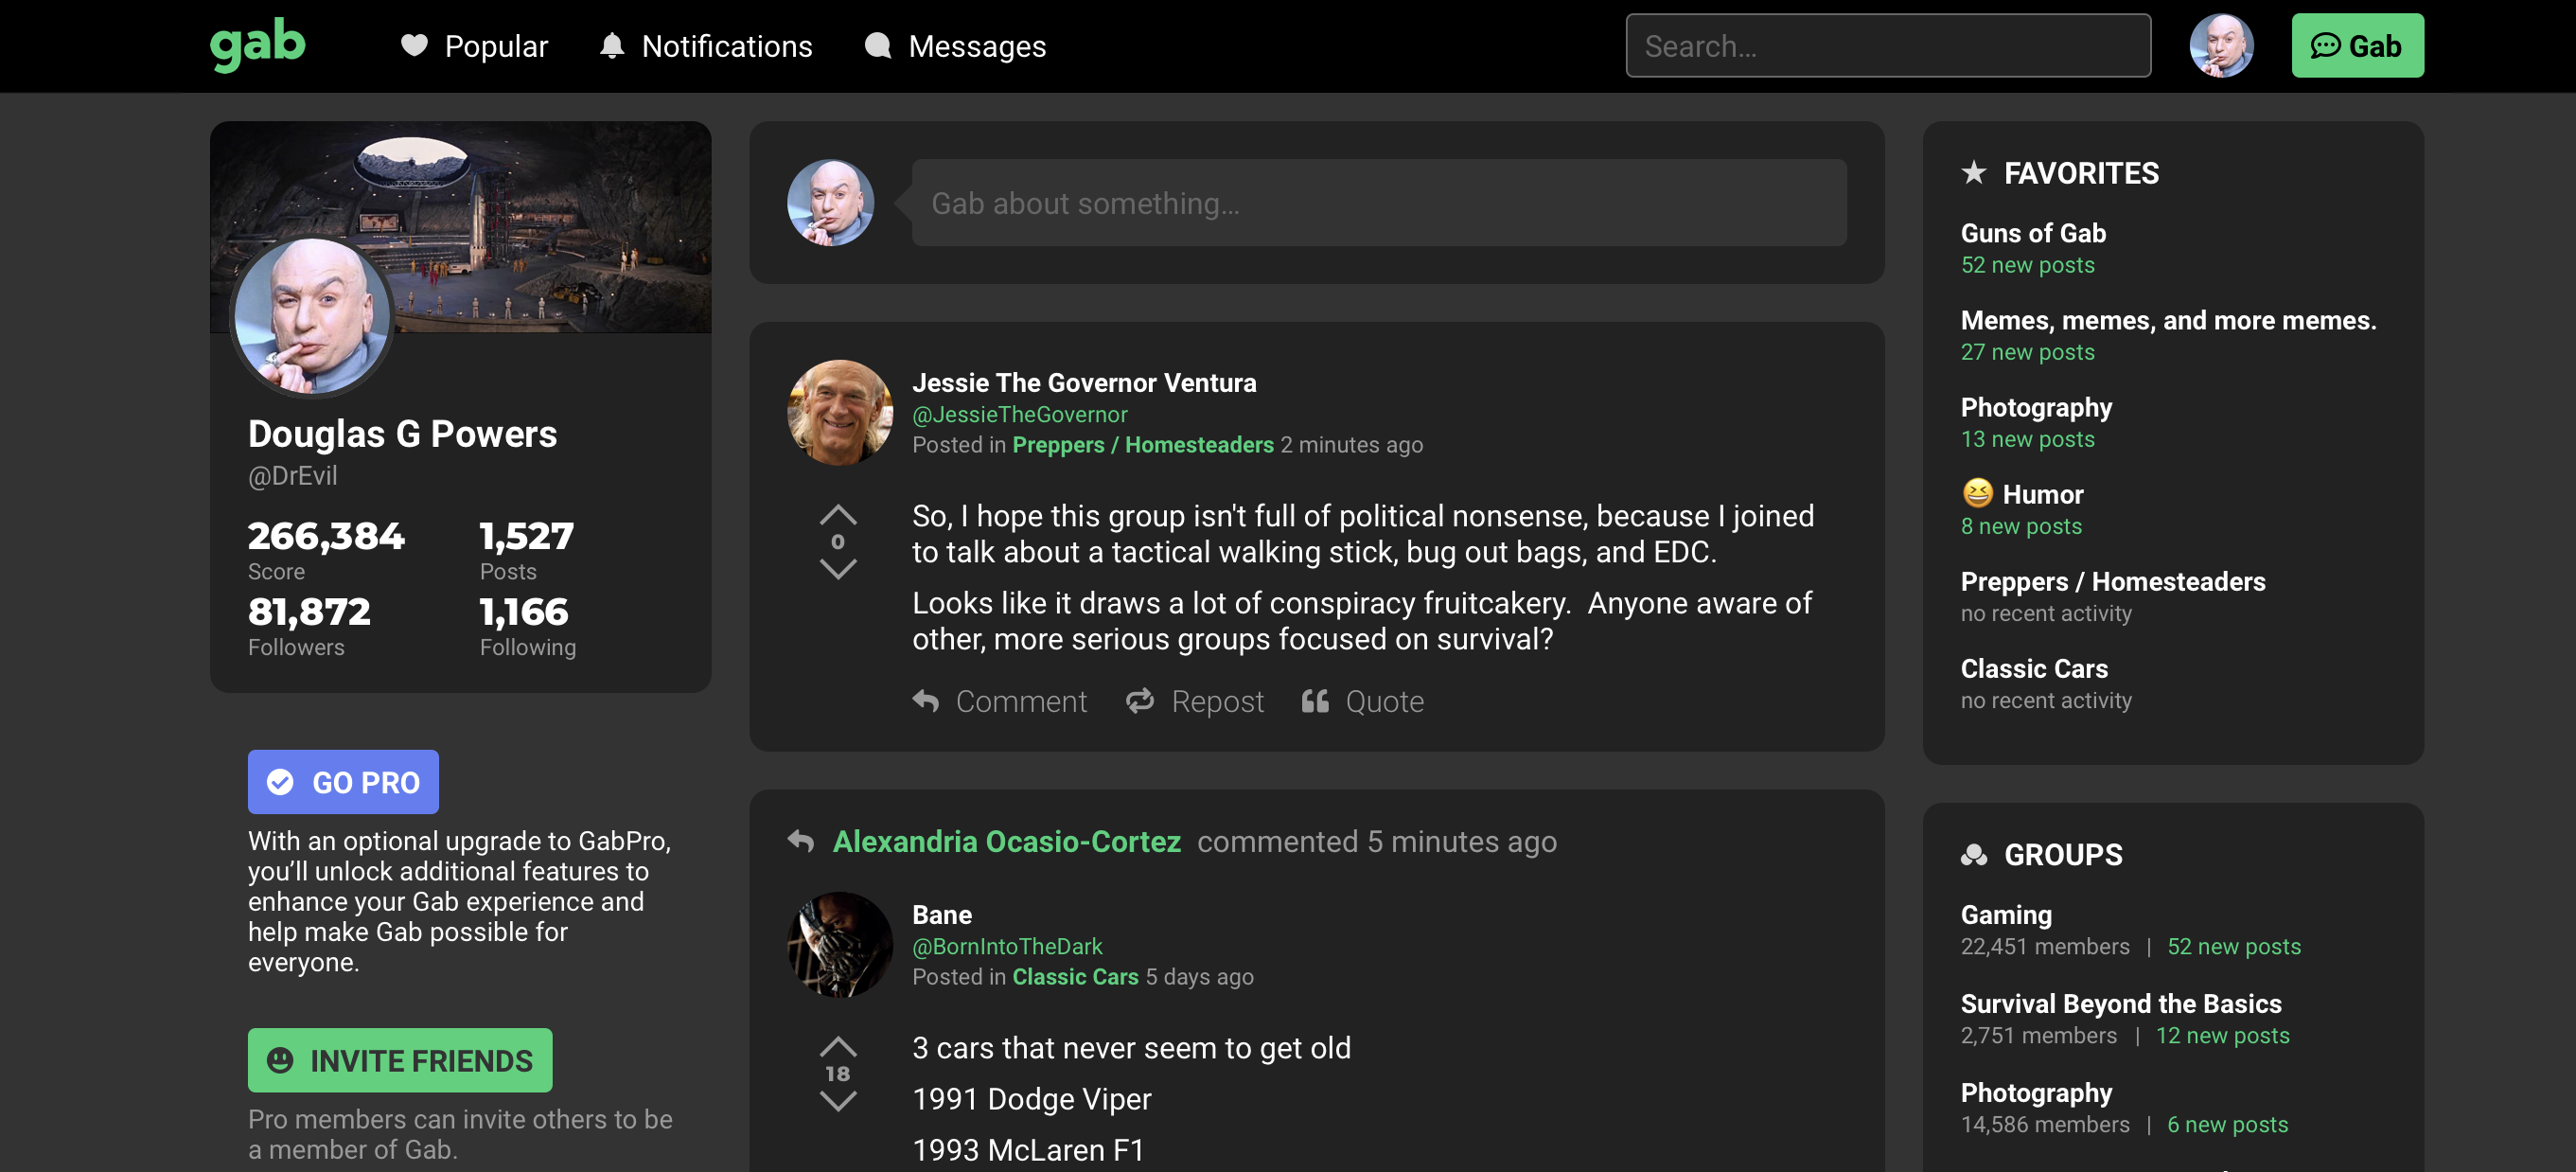 gab
Popular
Notifications
Messages
Search...
Gab
Douglas G Powers
@DrEvil
266,384
Score
1,527
Posts
81,872
Followers
1,166
Following
GO PRO
With an optional upgrade to GabPro,
you’ll unlock additional features to
enhance your Gab experience and
help make Gab possible for
everyone.
INVITE FRIENDS
Pro members can invite others to be
a member of Gab.
Gab about something...
Jessie The Governor Ventura
@JessieTheGovernor
Posted in Preppers / Homesteaders 2 minutes ago
0
So, I hope this group isn't full of political nonsense, because I joined
to talk about a tactical walking stick, bug out bags, and EDC.
Looks like it draws a lot of conspiracy fruitcakery.  Anyone aware of
other, more serious groups focused on survival?
Comment
Repost
Quote
Alexandria Ocasio-Cortez commented 5 minutes ago
Bane
@BornIntoTheDark
Posted in Classic Cars 5 days ago
18
3 cars that never seem to get old
1991 Dodge Viper
1993 McLaren F1
FAVORITES
Guns of Gab
52 new posts
Memes, memes, and more memes.
27 new posts
Photography
13 new posts
😆 Humor
8 new posts
Preppers / Homesteaders
no recent activity
Classic Cars
no recent activity
GROUPS
Gaming
22,451 members | 52 new posts
Survival Beyond the Basics
2,751 members | 12 new posts
Photography
14,586 members | 6 new posts